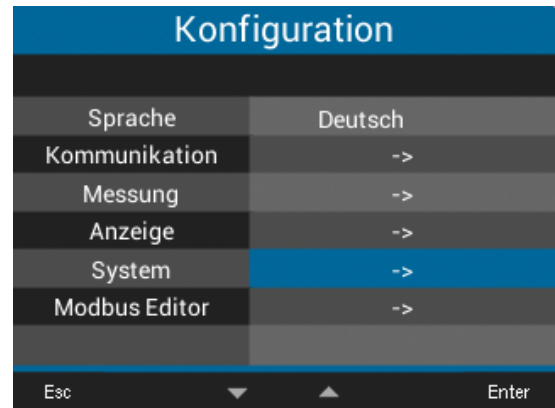 Konfiguration
Sprache Deutsch
Kommunikation ->
Messung ->
Anzeige ->
System ->
Modbus Editor ->
Esc Enter